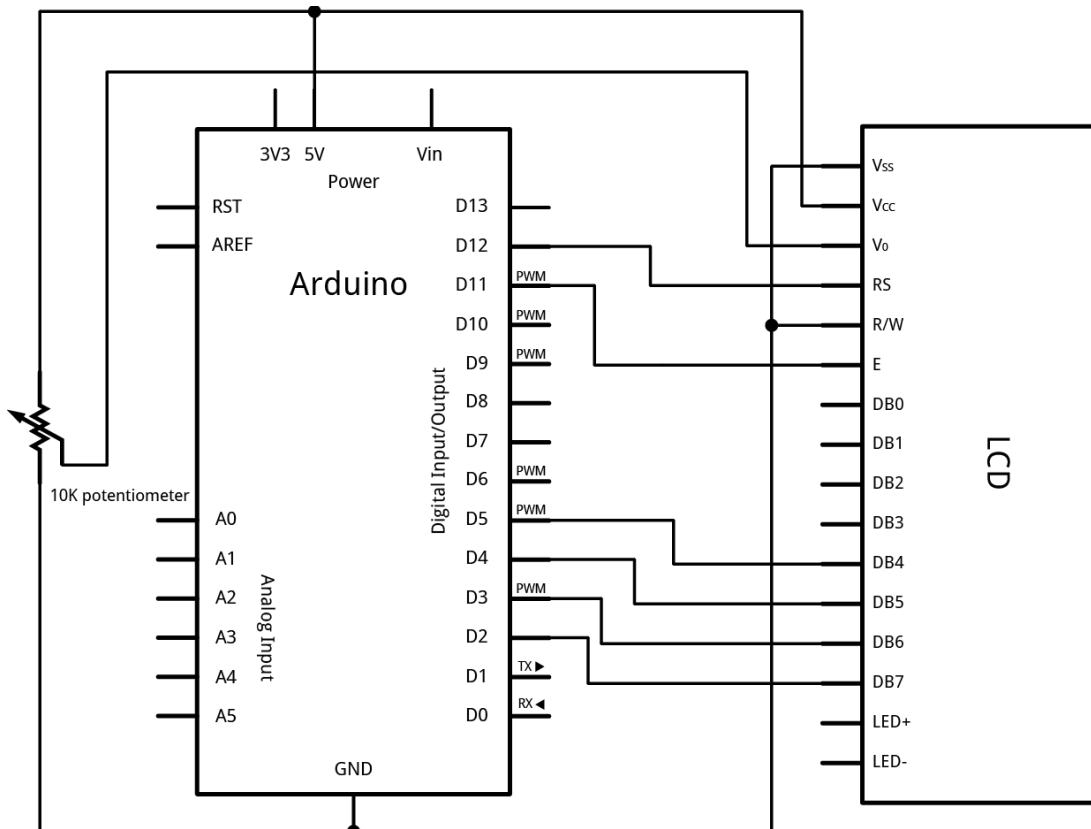 3V3 5V Vin
Power
RST
AREF
Arduino
10K potentiometer
A0
A1
A2
A3
A4
A5
Analog Input
Digital Input/Output
D13
D12
D11 PWM
D10 PWM
D9 PWM
D8
D7
D6 PWM
D5 PWM
D4
D3 PWM
D2
D1 TX ▶
D0 RX ◀
GND
Vss
Vcc
V0
RS
R/W
E
DB0
DB1
DB2
DB3
DB4
DB5
DB6
DB7
LED+
LED-
LCD